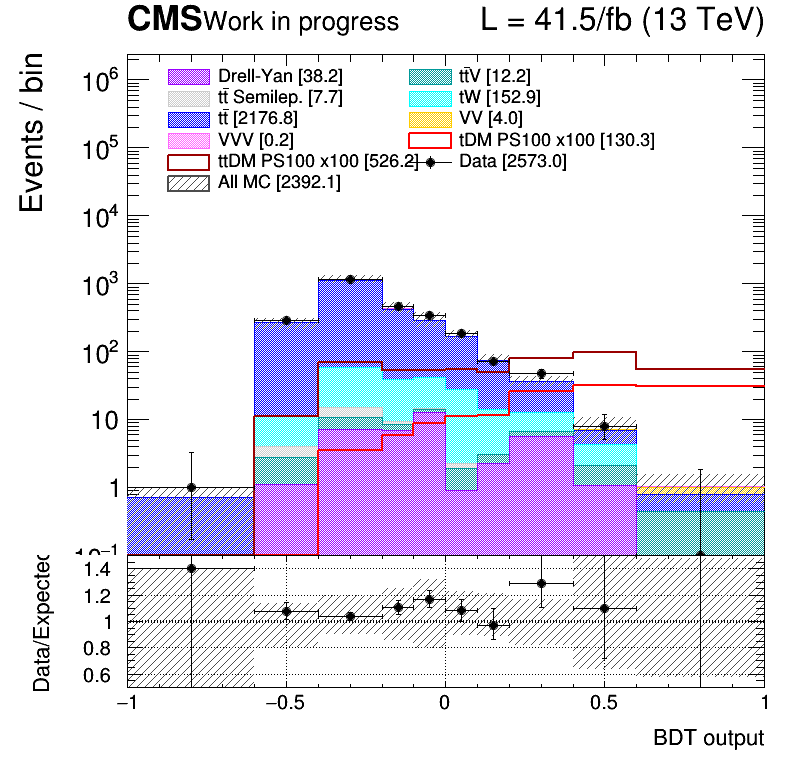 CMS Work in progress L = 41.5/fb (13 TeV)
Events / bin
Drell-Yan [38.2] tt̄V [12.2]
tt̄ Semilep. [7.7] tW [152.9]
tt̄ [2176.8] VV [4.0]
VVV [0.2] tDM PS100 x100 [130.3]
ttDM PS100 x100 [526.2] Data [2573.0]
All MC [2392.1]
10⁶
10⁵
10⁴
10³
10²
10
1
10⁻¹
Data/Expected
1.4
1.2
1
0.8
0.6
−1 −0.5 0 0.5 1
BDT output